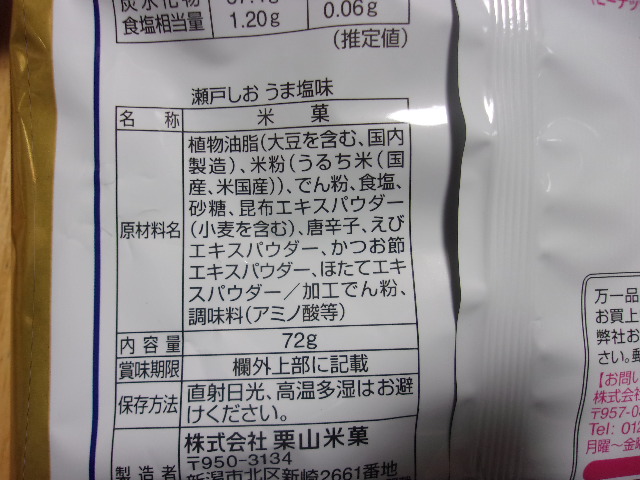 炭水化物
食塩相当量 1.20g 0.06g
(推定値)
瀬戸しお うま塩味
名 称 米 菓
原材料名 植物油脂(大豆を含む、国内
製造)、米粉(うるち米(国
産、米国産))、でん粉、食塩、
砂糖、昆布エキスパウダー
(小麦を含む)、唐辛子、えび
エキスパウダー、かつお節
エキスパウダー、ほたてエキ
スパウダー/加工でん粉、
調味料(アミノ酸等)
内容量 72g
賞味期限 欄外上部に記載
保存方法 直射日光、高温多湿はお避
けください。
製造者 株式会社 栗山米菓
〒950-3134
新潟市北区新崎2661番地
万一品
お買上
弊社お
さい。
【お問い
株式会社
〒957-0
Tel: 012
月曜~金曜